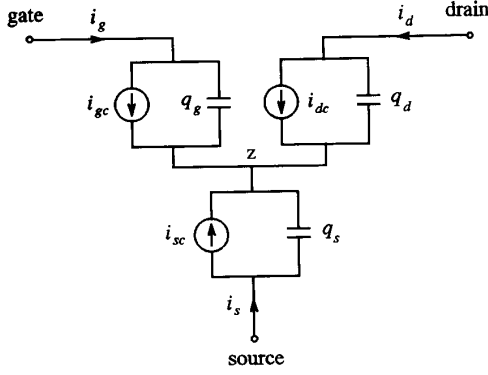 gate
i_g
i_d
drain
i_gc
q_g
i_dc
q_d
z
i_sc
q_s
i_s
source